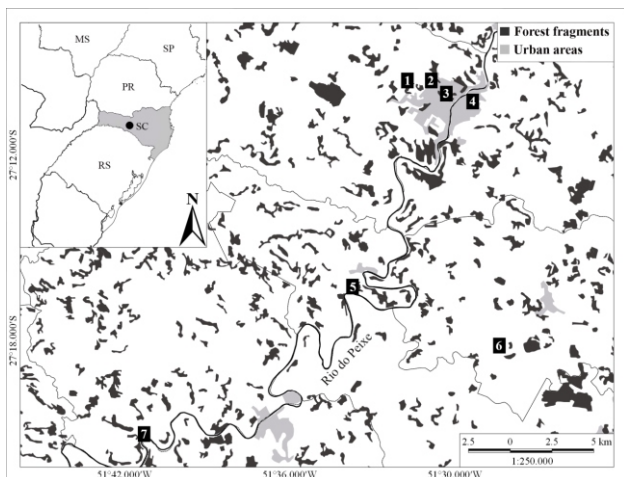 MS
SP
PR
SC
RS
N
Forest fragments
Urban areas
1
2
3
4
5
6
7
Rio do Peixe
27°12.000'S
27°18.000'S
51°42.000'W
51°36.000'W
51°30.000'W
2.5 0 2.5 5 km
1:250.000